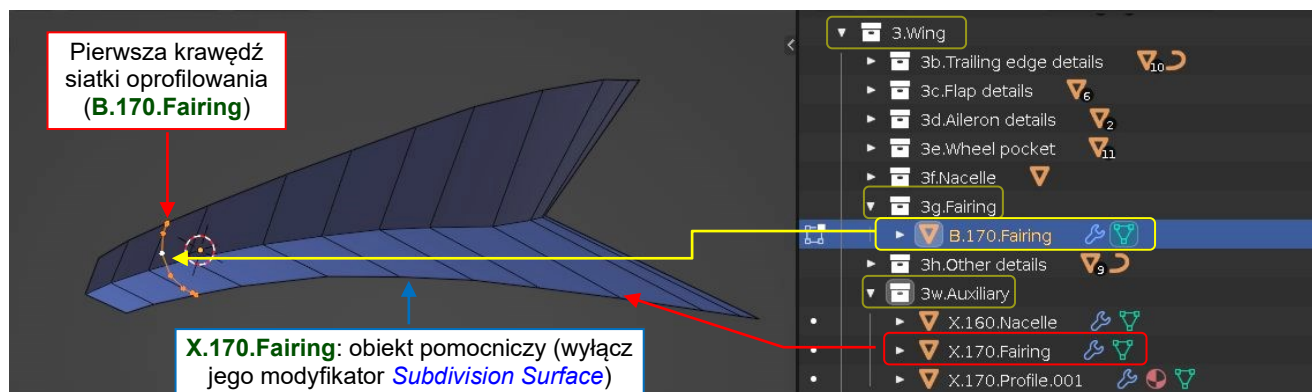 Pierwsza krawędź
siatki oprofilowania
(B.170.Fairing)
X.170.Fairing: obiekt pomocniczy (wyłącz
jego modyfikator Subdivision Surface)
3.Wing
3b.Trailing edge details 10
3c.Flap details 6
3d.Aileron details 2
3e.Wheel pocket 11
3f.Nacelle
3g.Fairing
B.170.Fairing
3h.Other details 9
3w.Auxiliary
X.160.Nacelle
X.170.Fairing
X.170.Profile.001